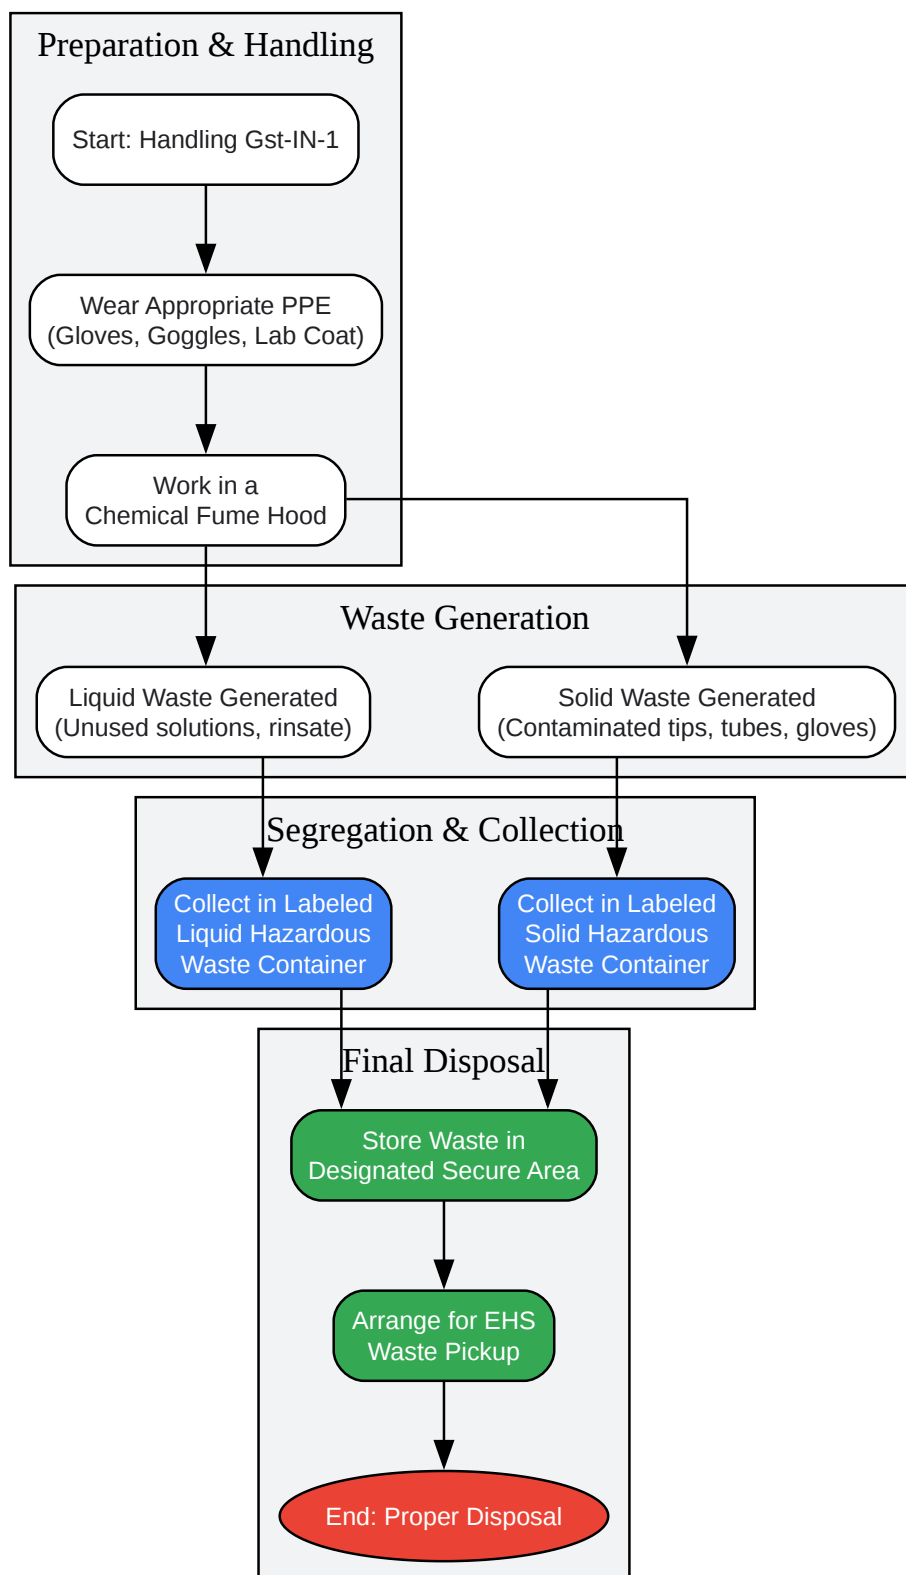 Preparation & Handling
Start: Handling Gst-IN-1
Wear Appropriate PPE
(Gloves, Goggles, Lab Coat)
Work in a
Chemical Fume Hood
Waste Generation
Liquid Waste Generated
(Unused solutions, rinsate)
Solid Waste Generated
(Contaminated tips, tubes, gloves)
Segregation & Collection
Collect in Labeled
Liquid Hazardous
Waste Container
Collect in Labeled
Solid Hazardous
Waste Container
Final Disposal
Store Waste in
Designated Secure Area
Arrange for EHS
Waste Pickup
End: Proper Disposal